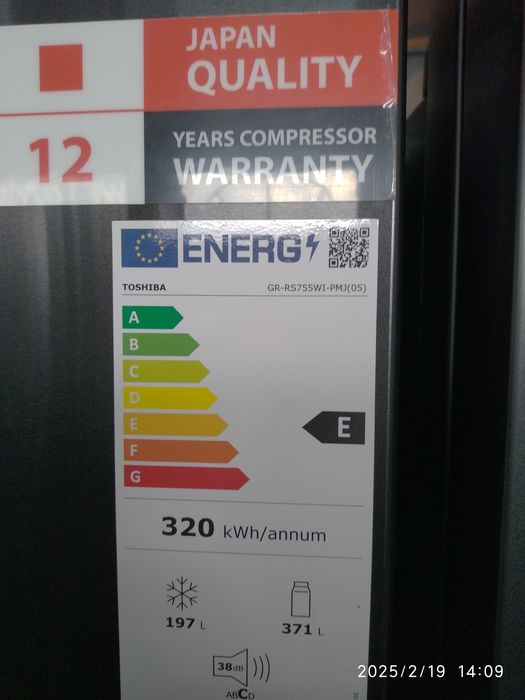 JAPAN
QUALITY
12
YEARS COMPRESSOR
WARRANTY
ENERG
TOSHIBA
GR-RS755WI-PMJ(05)
A
B
C
D
E
E
F
G
320 kWh/annum
197 L
371 L
38dB
ABCD
2025/2/19 14:09